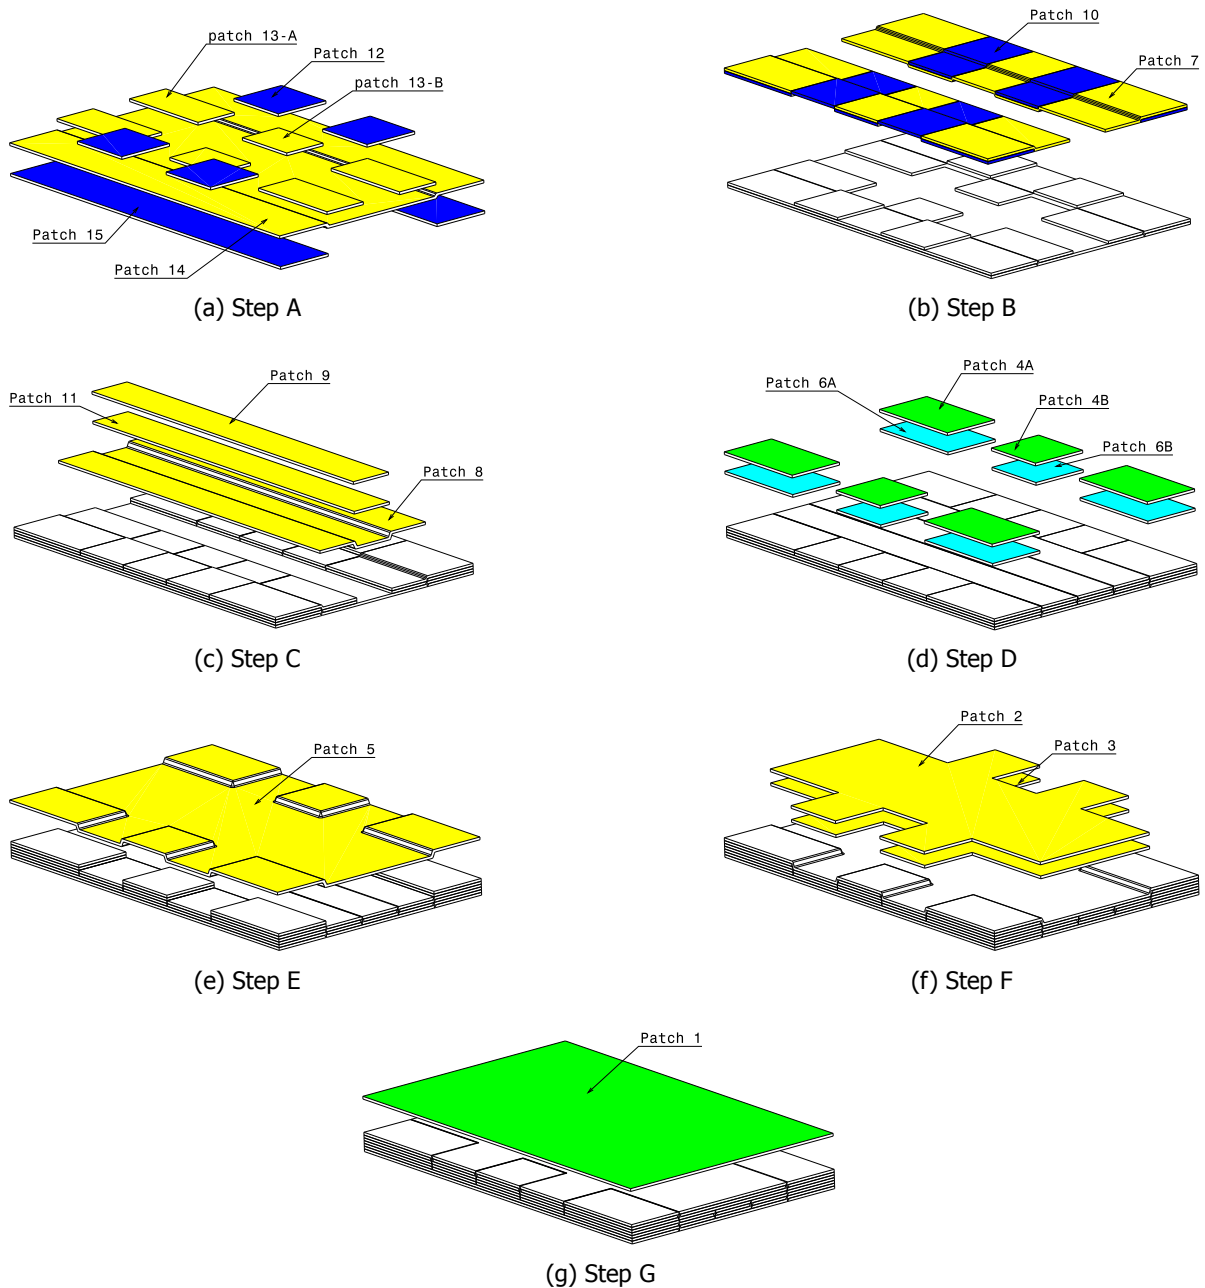 patch 13-A
Patch 12
patch 13-B
Patch 15
Patch 14
(a) Step A
Patch 10
Patch 7
(b) Step B
Patch 9
Patch 11
Patch 8
(c) Step C
Patch 4A
Patch 6A
Patch 4B
Patch 6B
(d) Step D
Patch 5
(e) Step E
Patch 2
Patch 3
(f) Step F
Patch 1
(g) Step G